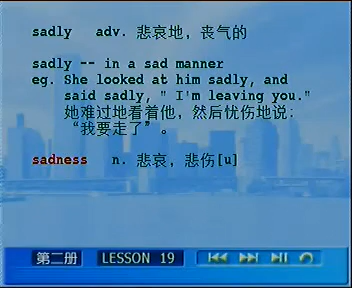 sadly adv. 悲哀地，丧气的
sadly -- in a sad manner
eg. She looked at him sadly, and
said sadly, " I'm leaving you."
她难过地看着他，然后忧伤地说：
“我要走了”。
sadness n. 悲哀，悲伤[u]
第二册 LESSON 19